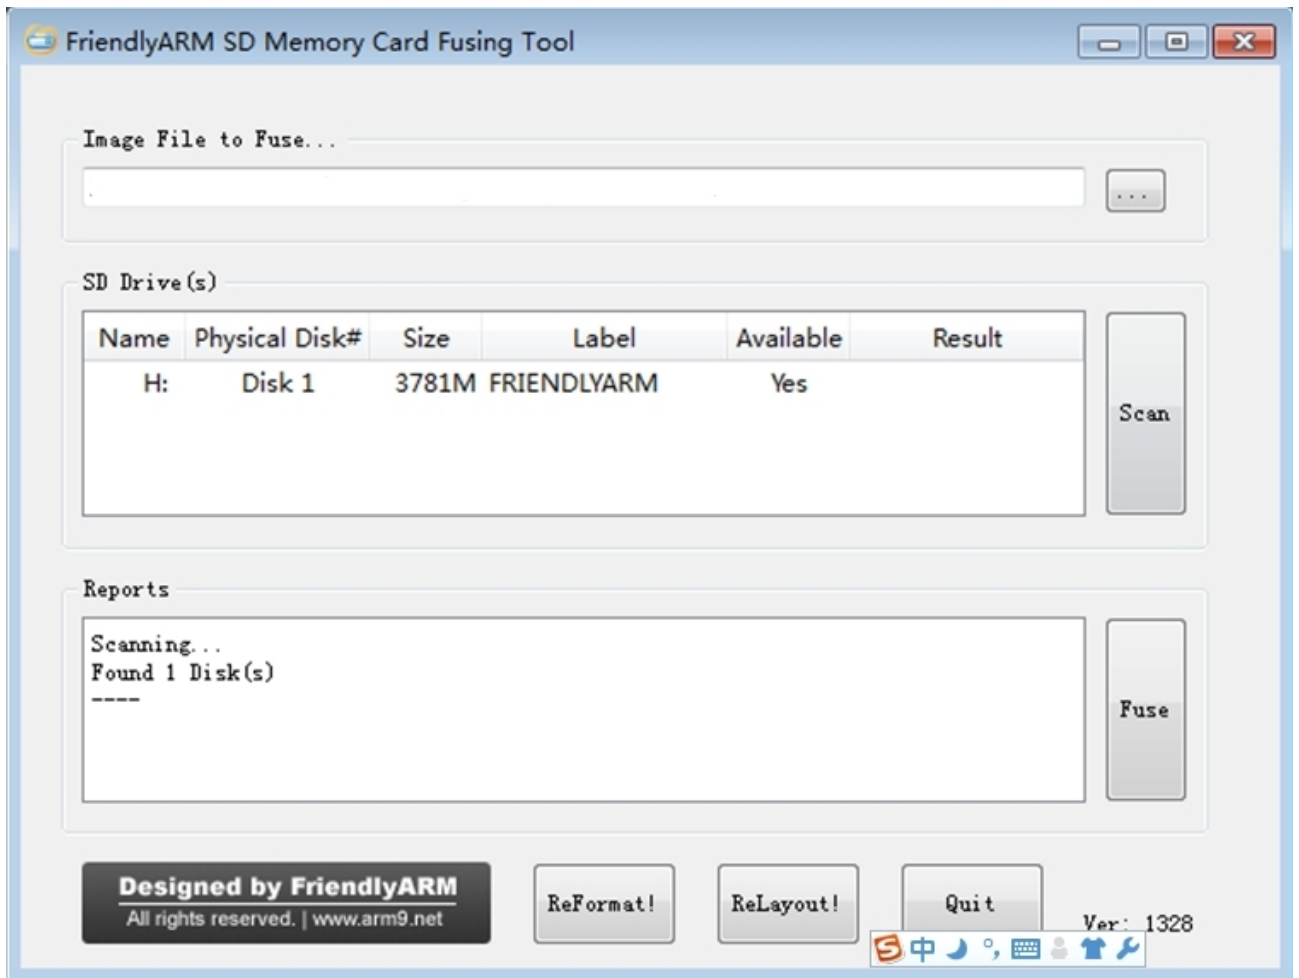 FriendlyARM SD Memory Card Fusing Tool
Image File to Fuse...
...
SD Drive(s)
Name Physical Disk# Size Label Available Result
H: Disk 1 3781M FRIENDLYARM Yes
Scan
Reports
Scanning...
Found 1 Disk(s)
----
Fuse
Designed by FriendlyARM
All rights reserved. | www.arm9.net
ReFormat!
ReLayout!
Quit
Ver: 1328
S中